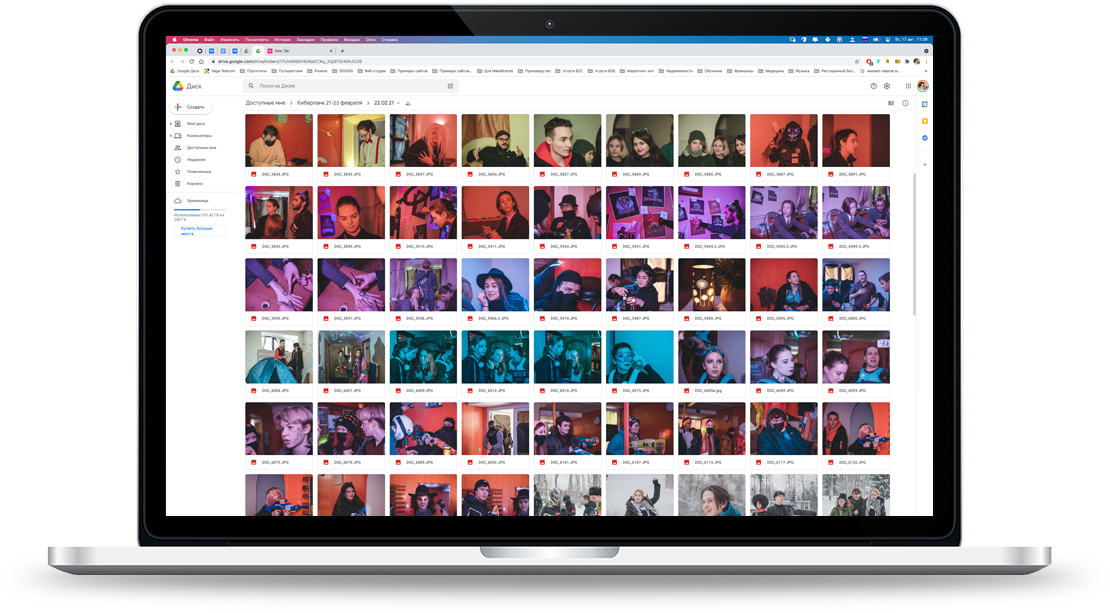 Chrome Файл Изменить Посмотреть История Закладки Профили Вкладка Окно Справка
Вт, 17 авг. 11:39
New Tab
Google Диск Vega Telecom Прототипы Путешествия Разное DESIGN Веб-студии Примеры сайтов Примеры сайтов... Для MakeBrands Производство Услуги B2C Услуги B2B Маркетинг-кит Недвижимость Обучение Франшизы Медицина Музыка Ресторанный биз...
Диск
Поиск на Диске
Создать
Доступные мне > Киберпанк 21-23 февраля > 22.02.21
Мой диск
Компьютеры
Доступные мне
Недавние
Помеченные
Корзина
Хранилище
Использовано 101,42 ГБ из
200 ГБ
Купить больше
места
DSC_5834.JPG DSC_5843.JPG DSC_5847.JPG DSC_5854.JPG DSC_5857.JPG DSC_5869.JPG DSC_5880.JPG DSC_5887.JPG DSC_5891.JPG
DSC_5893.JPG DSC_5899.JPG DSC_5910.JPG DSC_5911.JPG DSC_5924.JPG DSC_5931.JPG DSC_5934-2.JPG DSC_5945-2.JPG DSC_5949-2.JPG
DSC_5950.JPG DSC_5957.JPG DSC_5958.JPG DSC_5966-2.JPG DSC_5976.JPG DSC_5987.JPG DSC_5989.JPG DSC_5995.JPG DSC_6000.JPG
DSC_6004.JPG DSC_6007.JPG DSC_6009.JPG DSC_6012.JPG DSC_6014.JPG DSC_6015.JPG DSC_6045a.jpg DSC_6049.JPG DSC_6059.JPG
DSC_6075.JPG DSC_6078.JPG DSC_6089.JPG DSC_6092.JPG DSC_6101.JPG DSC_6107.JPG DSC_6113.JPG DSC_6117.JPG DSC_6120.JPG